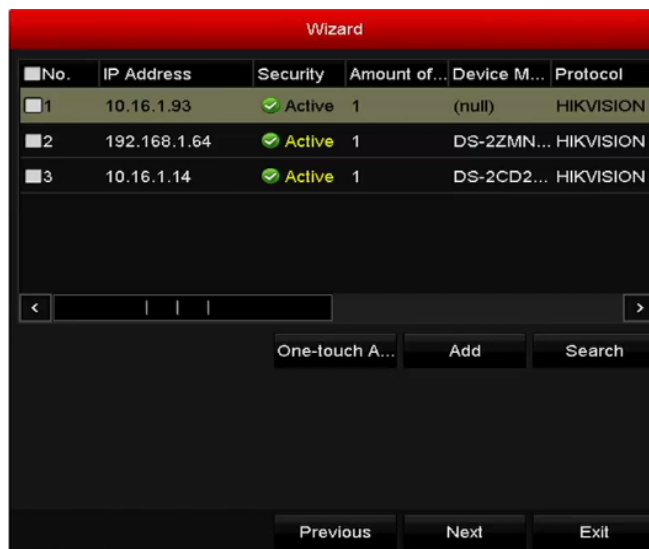 Wizard
No. IP Address Security Amount of... Device M... Protocol
1 10.16.1.93 Active 1 (null) HIKVISION
2 192.168.1.64 Active 1 DS-2ZMN... HIKVISION
3 10.16.1.14 Active 1 DS-2CD2... HIKVISION
One-touch A... Add Search
Previous Next Exit